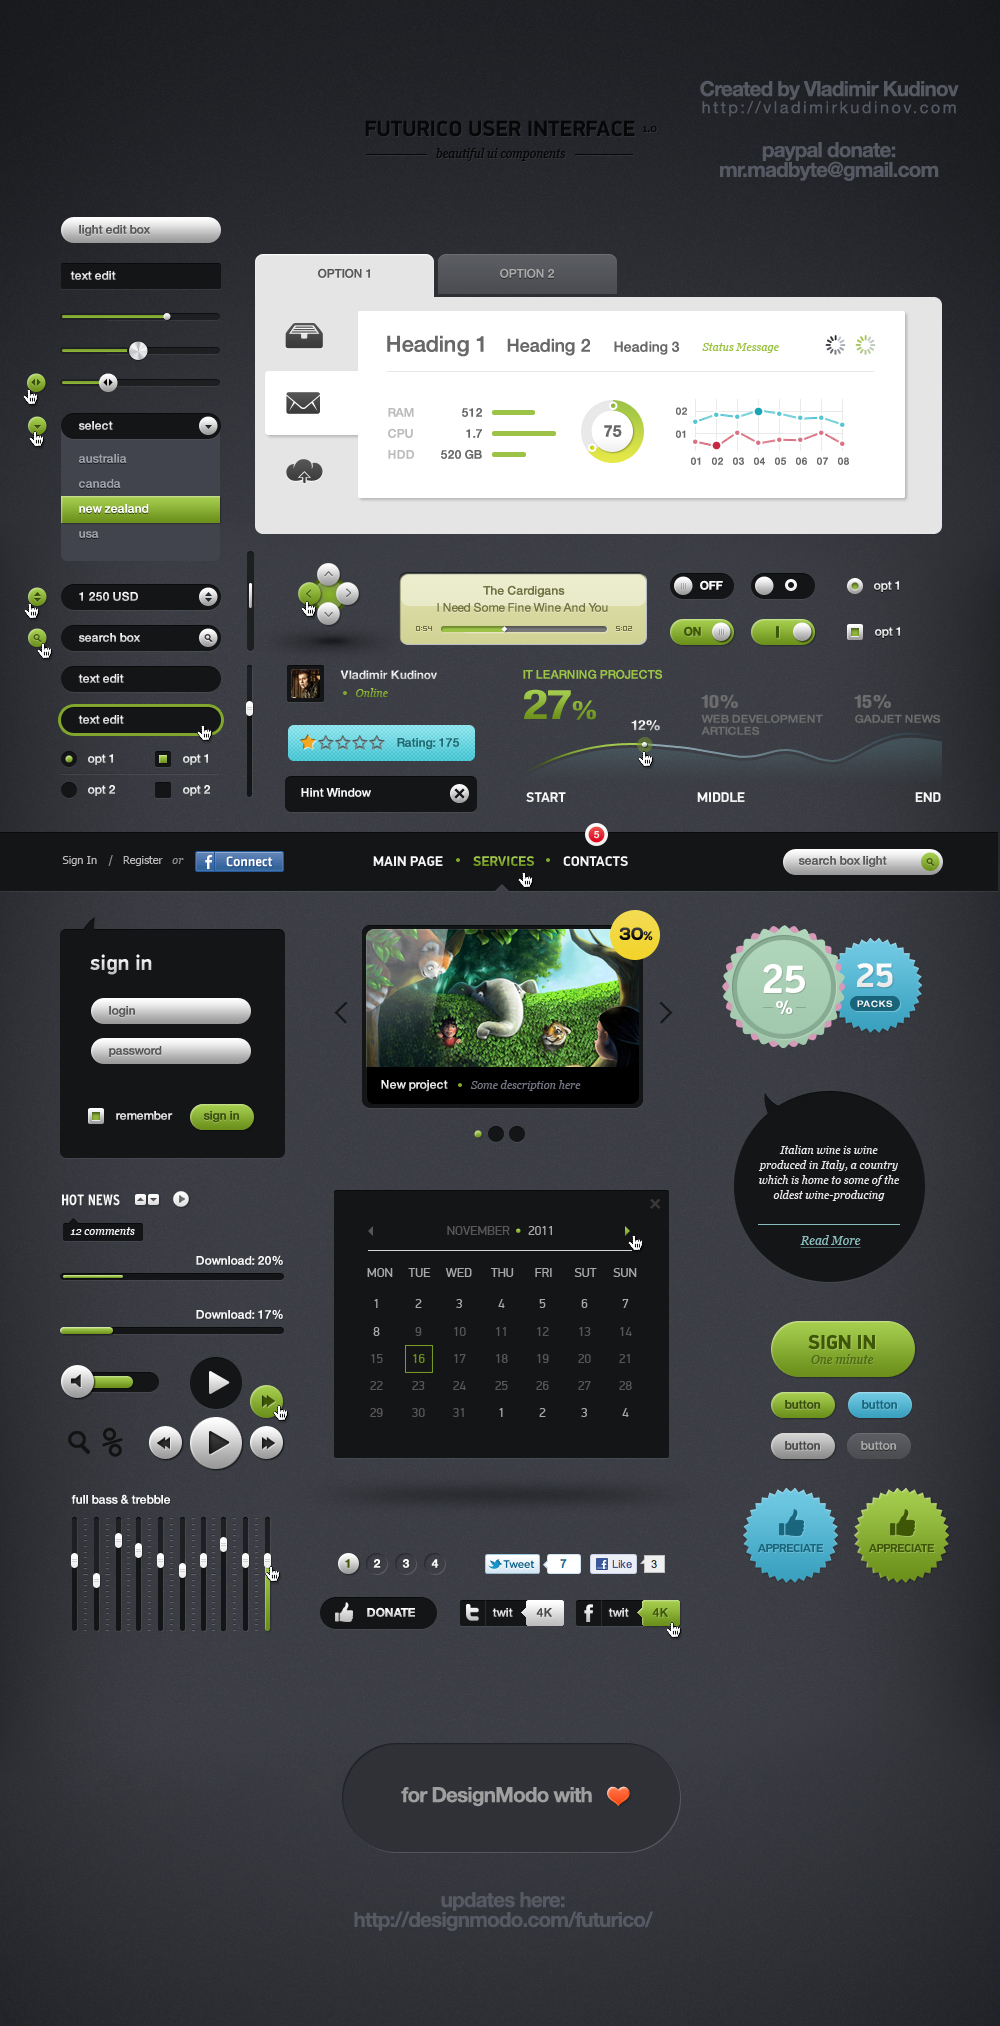 Created by Vladimir Kudinov
http://vladimirkudinov.com
FUTURICO USER INTERFACE 1.0
beautiful ui components
paypal donate:
mr.madbyte@gmail.com
light edit box
text edit
select
australia
canada
new zealand
usa
1 250 USD
search box
text edit
text edit
opt 1
opt 1
opt 2
opt 2
OPTION 1
OPTION 2
Heading 1
Heading 2
Heading 3
Status Message
RAM 512
CPU 1.7
HDD 520 GB
75
02
01
01 02 03 04 05 06 07 08
The Cardigans
I Need Some Fine Wine And You
0:54
5:02
OFF
ON
opt 1
opt 1
Vladimir Kudinov
• Online
Rating: 175
Hint Window
IT LEARNING PROJECTS
27%
12%
10%
WEB DEVELOPMENT
ARTICLES
15%
GADJET NEWS
START
MIDDLE
END
Sign In / Register or
f Connect
MAIN PAGE • SERVICES • CONTACTS
5
search box light
sign in
login
password
remember
sign in
30%
New project • Some description here
25
%
25
PACKS
Italian wine is wine
produced in Italy, a country
which is home to some of the
oldest wine-producing
Read More
HOT NEWS
12 comments
Download: 20%
Download: 17%
%
full bass & trebble
NOVEMBER • 2011
MON TUE WED THU FRI SUT SUN
1 2 3 4 5 6 7
8 9 10 11 12 13 14
15 16 17 18 19 20 21
22 23 24 25 26 27 28
29 30 31 1 2 3 4
SIGN IN
One minute
button
button
button
button
APPRECIATE
APPRECIATE
1 2 3 4
Tweet 7
f Like 3
DONATE
t twit 4K
f twit 4K
for DesignModo with
updates here:
http://designmodo.com/futurico/